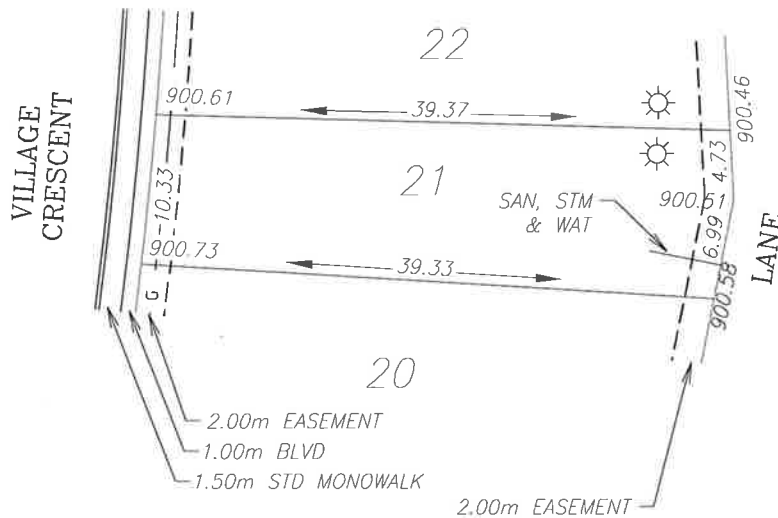 22
VILLAGE
CRESCENT
900.61
39.37
900.46
4.73
21
10.33
SAN, STM
& WAT
900.51
6.99
LANE
900.73
39.33
900.58
G
20
2.00m EASEMENT
1.00m BLVD
1.50m STD MONOWALK
2.00m EASEMENT